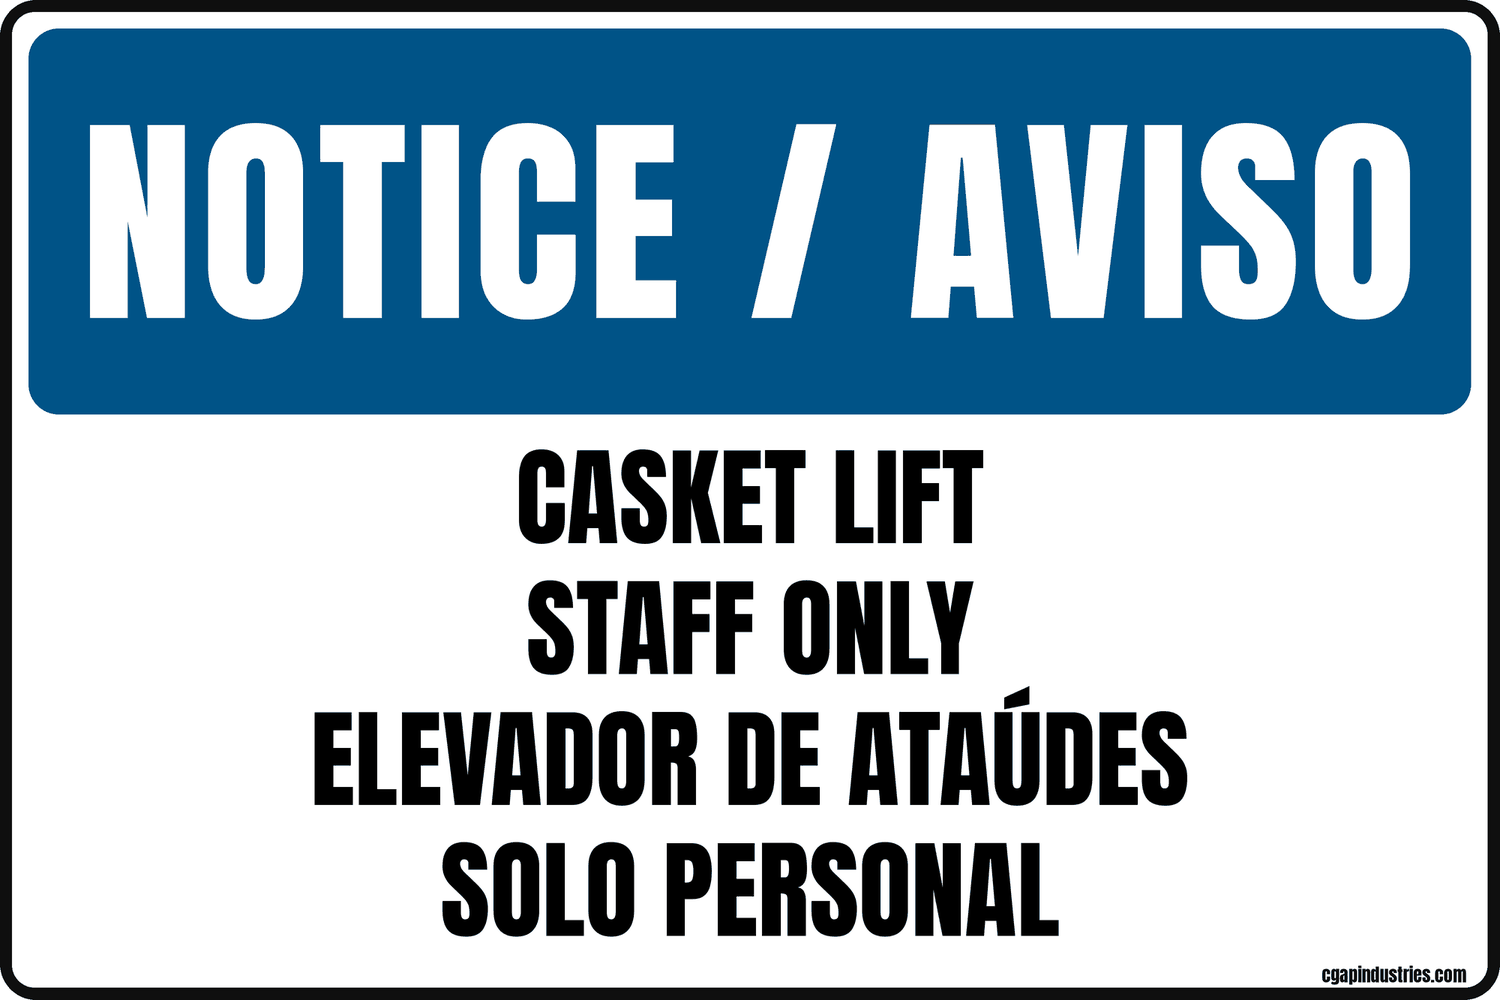 NOTICE / AVISO
CASKET LIFT
STAFF ONLY
ELEVADOR DE ATAÚDES
SOLO PERSONAL
cgapindustries.com